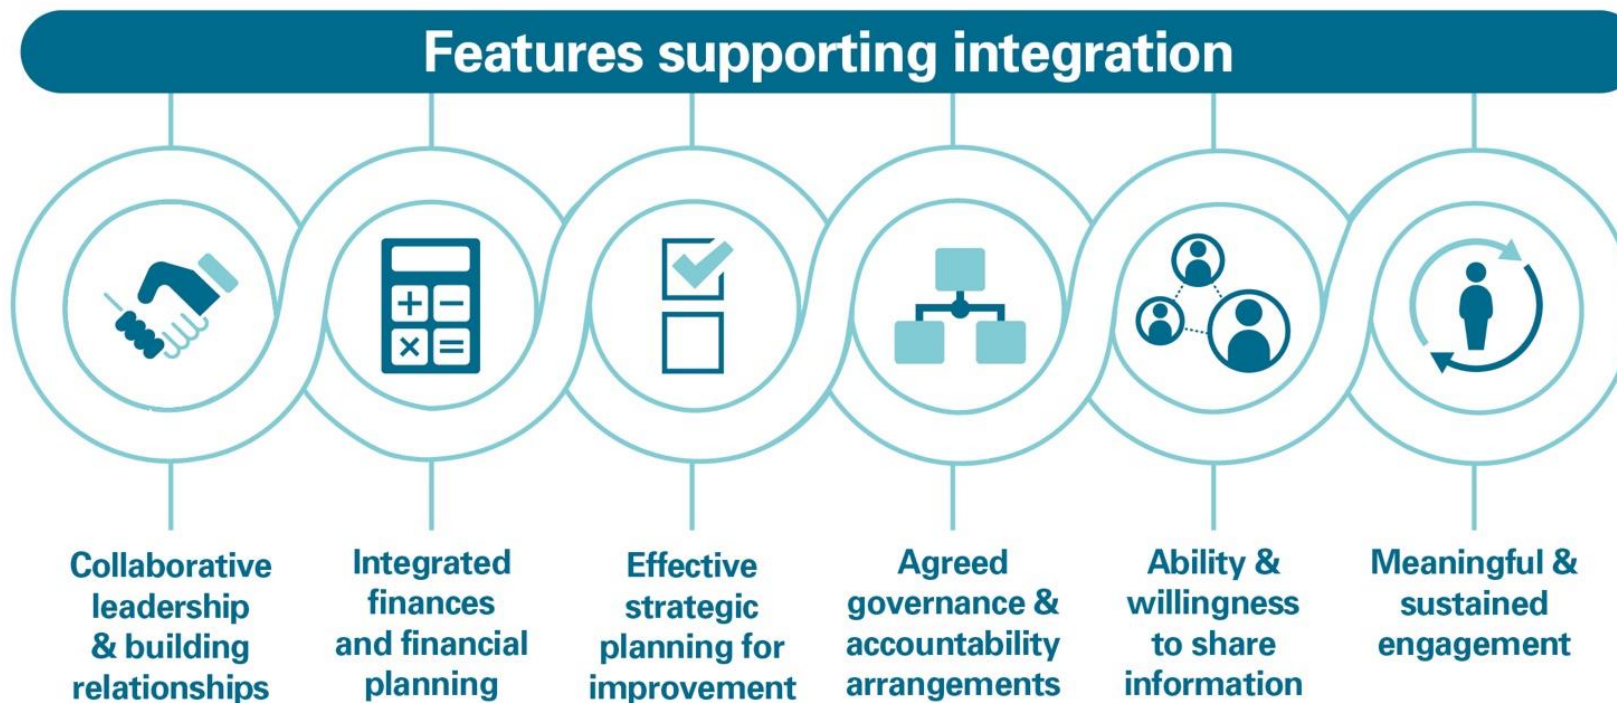 Features supporting integration
Collaborative
leadership
& building
relationships
Integrated
finances
and financial
planning
Effective
strategic
planning for
improvement
Agreed
governance &
accountability
arrangements
Ability &
willingness
to share
information
Meaningful &
sustained
engagement